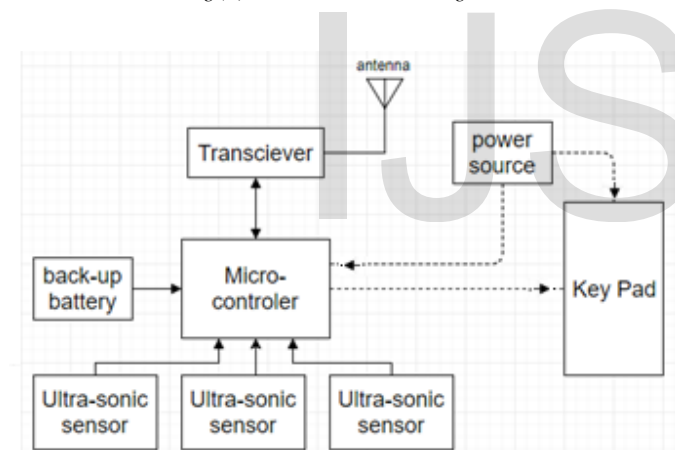 IJS
antenna
Transciever
power
source
back-up
battery
Micro-
controler
Key Pad
Ultra-sonic
sensor
Ultra-sonic
sensor
Ultra-sonic
sensor